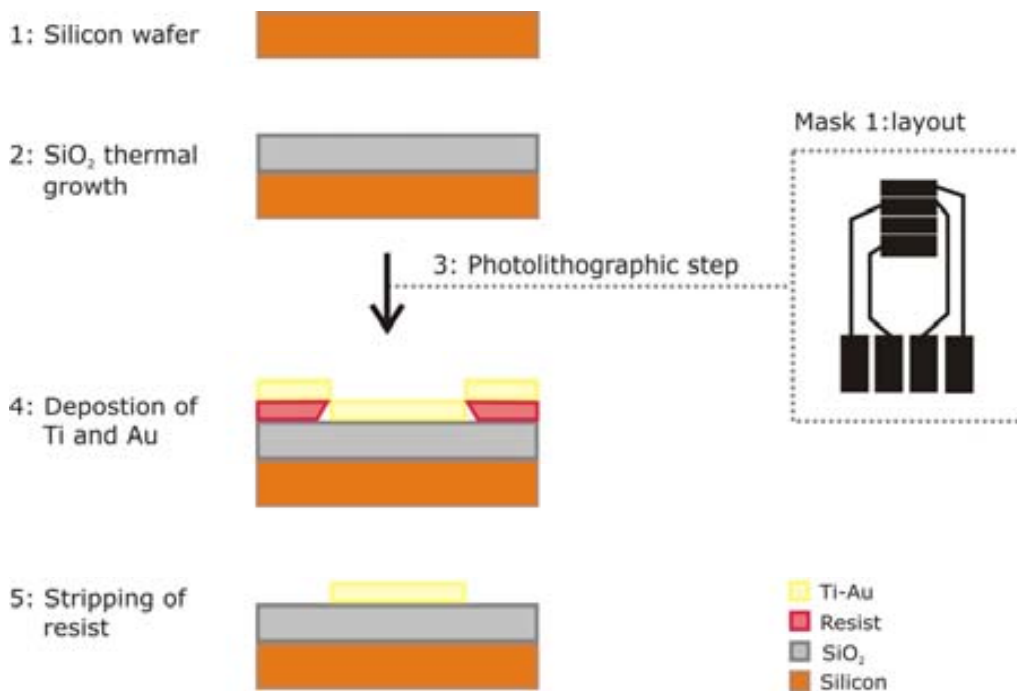 1: Silicon wafer
2: SiO₂ thermal
growth
Mask 1:layout
3: Photolithographic step
4: Depostion of
Ti and Au
5: Stripping of
resist
Ti-Au
Resist
SiO₂
Silicon